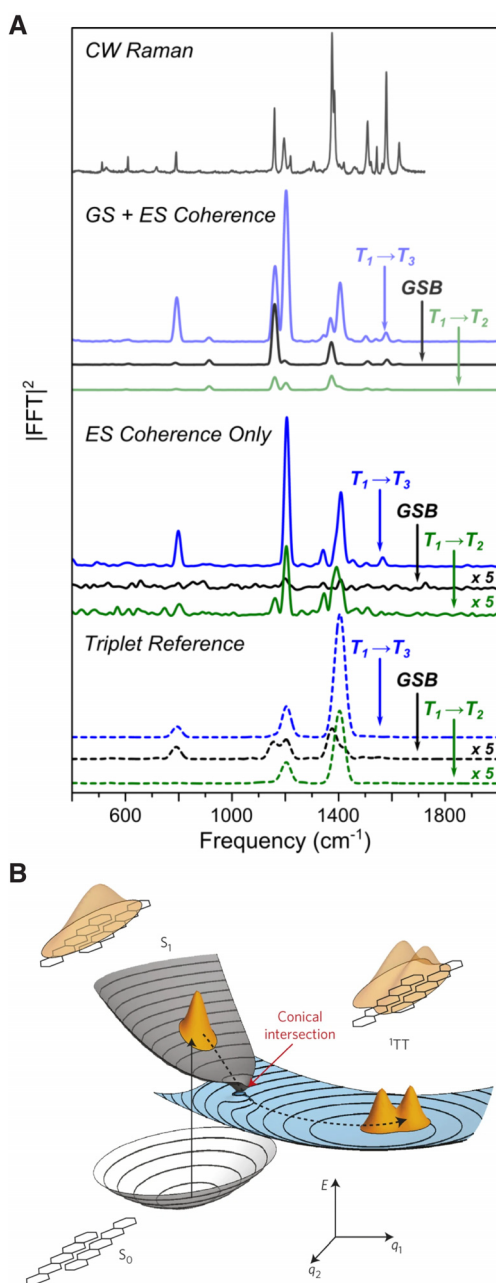 A
CW Raman
GS + ES Coherence
T₁→T₃
GSB
T₁→T₂
|FFT|²
ES Coherence Only
T₁→T₃
GSB
T₁→T₂
x 5
x 5
Triplet Reference
T₁→T₃
GSB
T₁→T₂
x 5
x 5
600 1000 1400 1800
Frequency (cm⁻¹)
B
S₁
Conical
intersection
¹TT
S₀
E
q₁
q₂